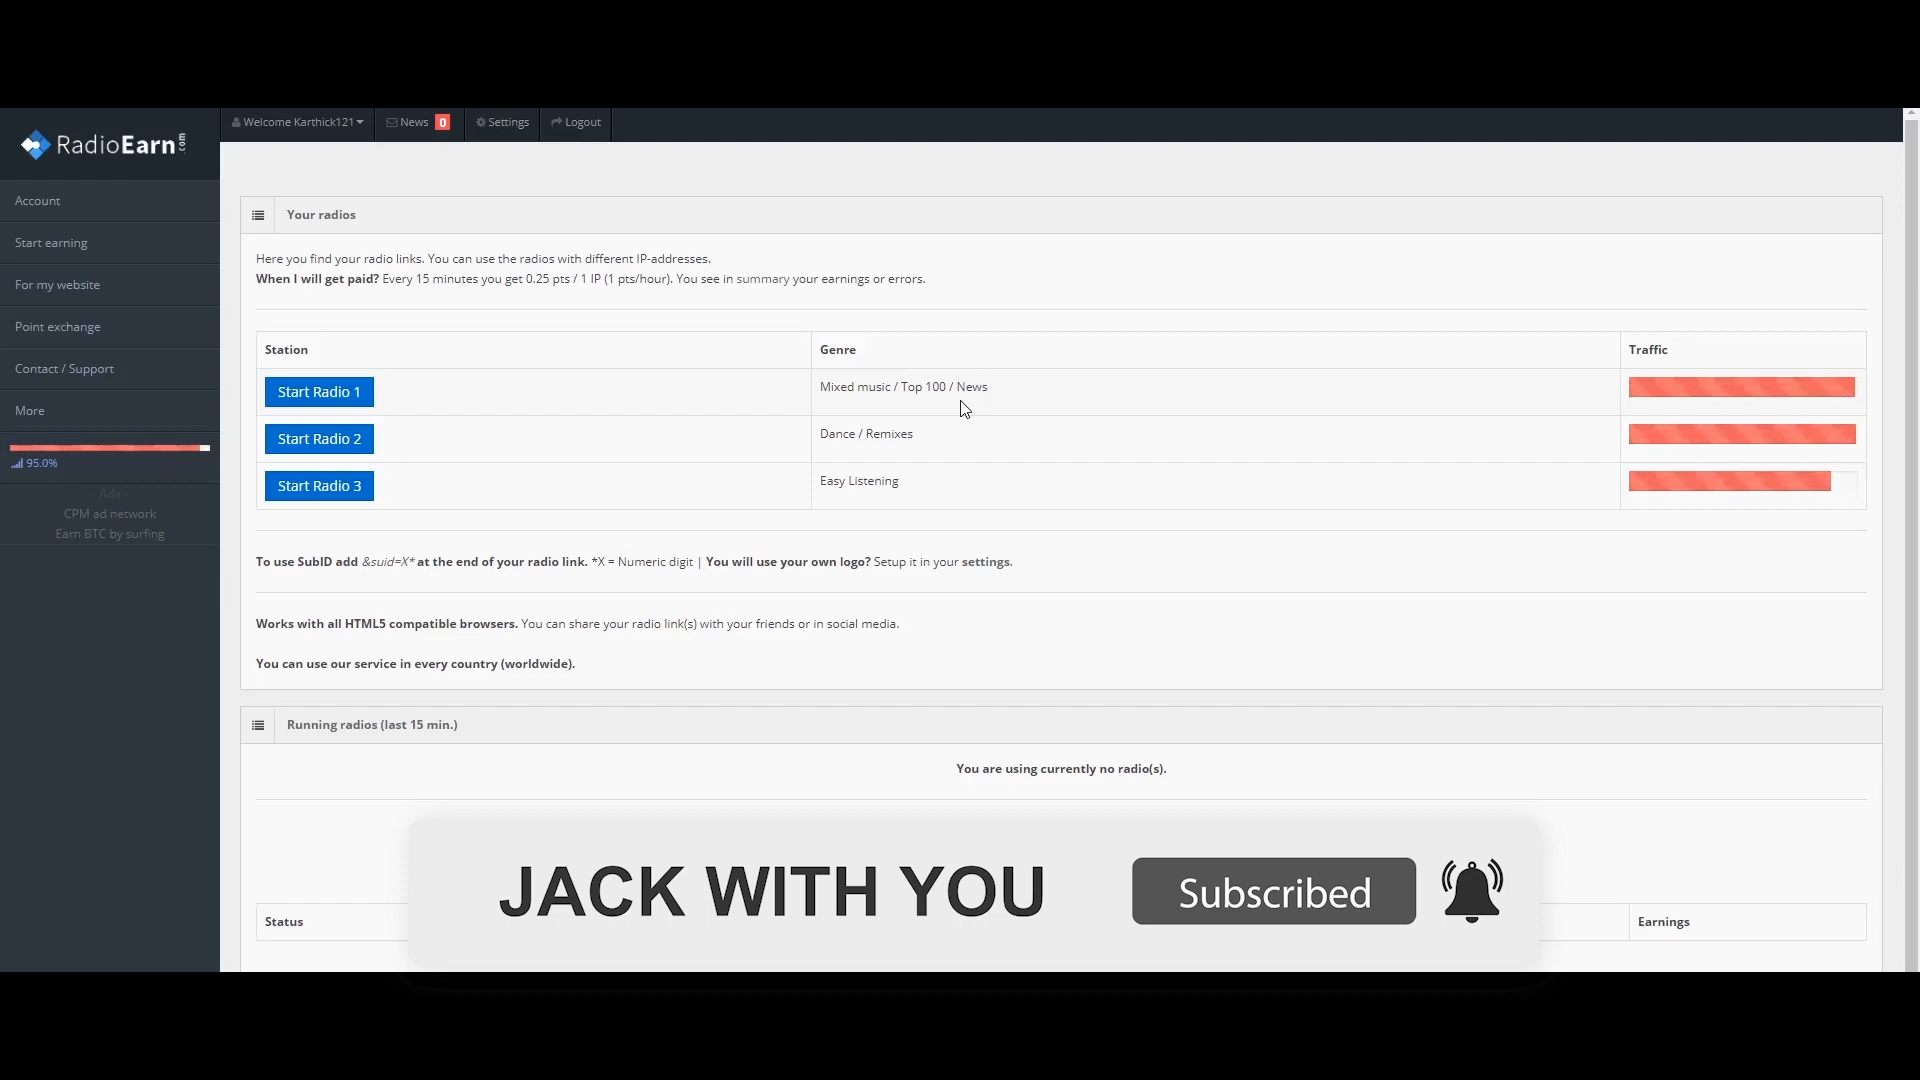 RadioEarn.com
Welcome Karthick121
News 0
Settings
Logout
Account
Start earning
For my website
Point exchange
Contact / Support
More
95.0%
Ads
CPM ad network
Earn BTC by surfing
Your radios
Here you find your radio links. You can use the radios with different IP-addresses.
When I will get paid? Every 15 minutes you get 0.25 pts / 1 IP (1 pts/hour). You see in summary your earnings or errors.
Station Genre Traffic
Start Radio 1 Mixed music / Top 100 / News
Start Radio 2 Dance / Remixes
Start Radio 3 Easy Listening
To use SubID add &suid=X* at the end of your radio link. *X = Numeric digit | You will use your own logo? Setup it in your settings.
Works with all HTML5 compatible browsers. You can share your radio link(s) with your friends or in social media.
You can use our service in every country (worldwide).
Running radios (last 15 min.)
You are using currently no radio(s).
JACK WITH YOU Subscribed
Status Earnings